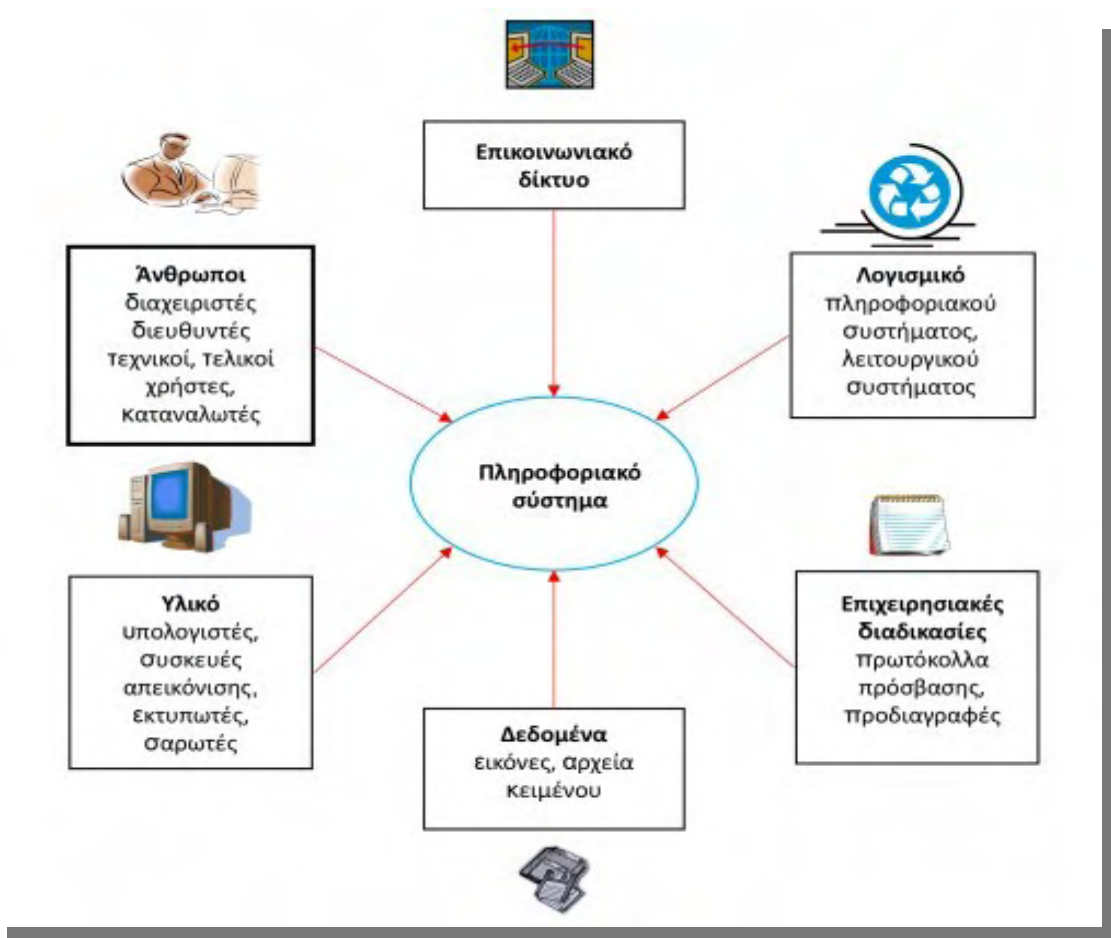 Επικοινωνιακό
δίκτυο
Άνθρωποι
διαχειριστές
διευθυντές
τεχνικοί, τελικοί
χρήστες,
καταναλωτές
Λογισμικό
πληροφοριακού
συστήματος,
λειτουργικού
συστήματος
Πληροφοριακό
σύστημα
Υλικό
υπολογιστές,
συσκευές
απεικόνισης,
εκτυπωτές,
σαρωτές
Επιχειρησιακές
διαδικασίες
πρωτόκολλα
πρόσβασης,
προδιαγραφές
Δεδομένα
εικόνες, αρχεία
κειμένου